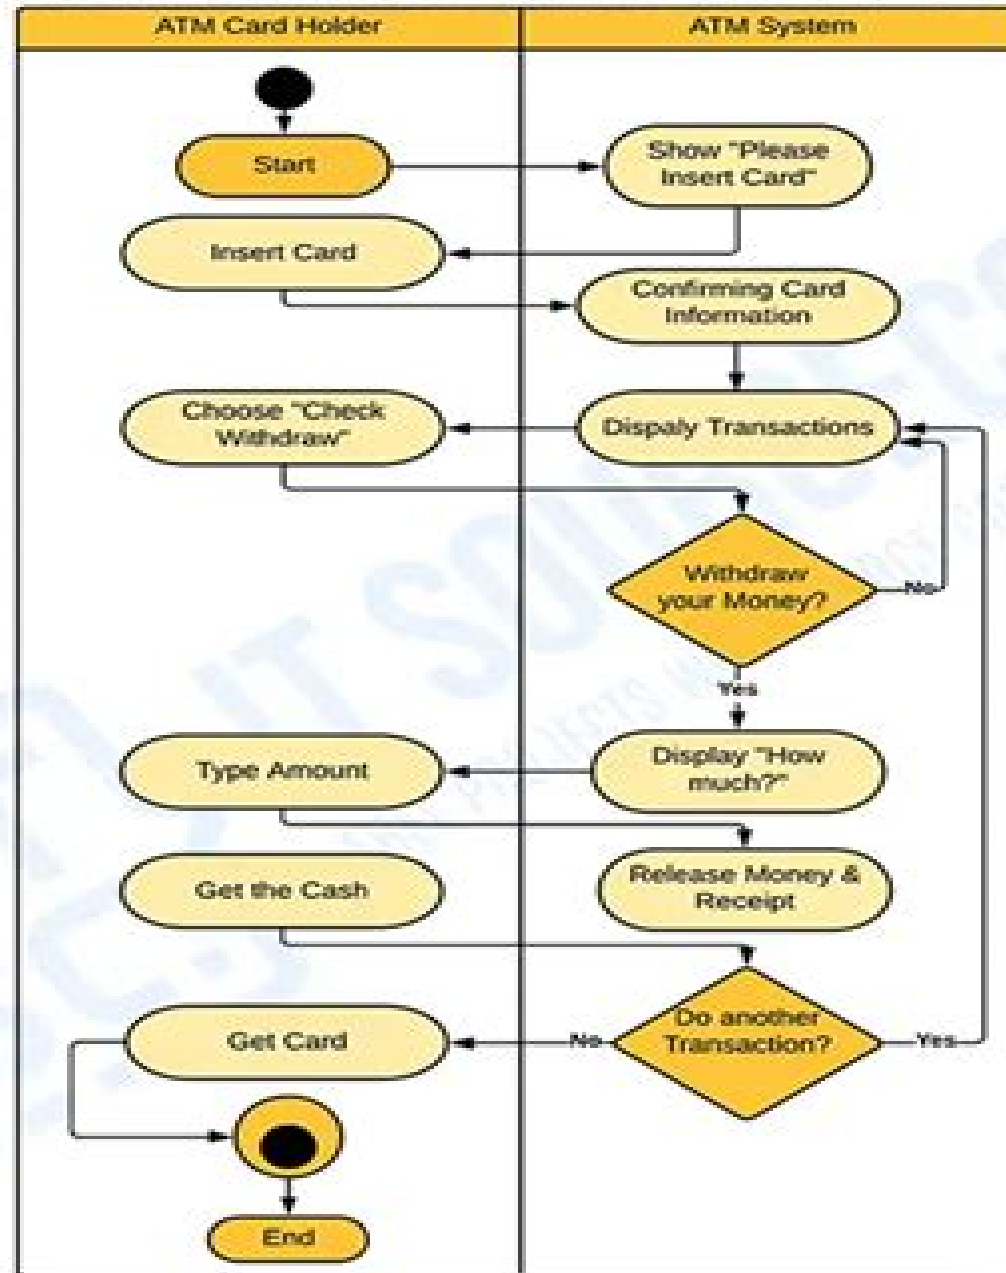 ATM Card Holder
ATM System
Start
Show "Please
Insert Card"
Insert Card
Confirming Card
Information
Choose "Check
Withdraw"
Dispaly Transactions
Withdraw
your Money?
No
Yes
Type Amount
Display "How
much?"
Get the Cash
Release Money &
Receipt
Get Card
No
Do another
Transaction?
Yes
End